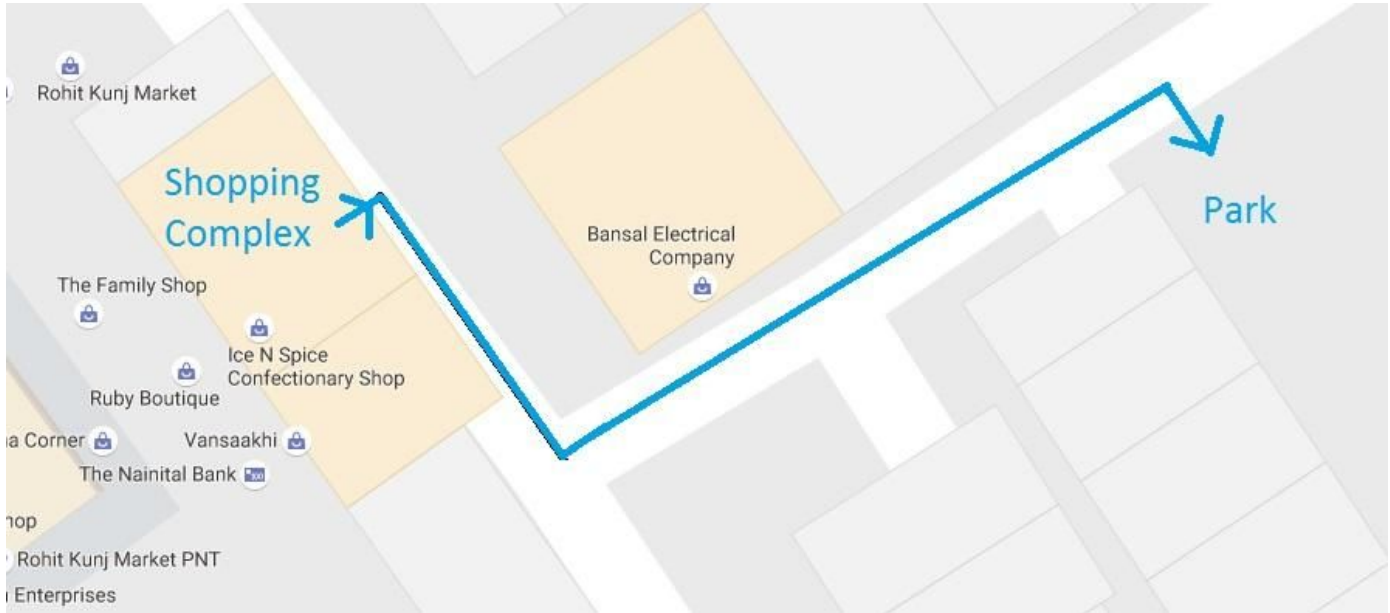 Rohit Kunj Market
Shopping
Complex
Park
Bansal Electrical
Company
The Family Shop
Ice N Spice
Confectionary Shop
Ruby Boutique
Corner
Vansaakhi
The Nainital Bank
Rohit Kunj Market PNT
Enterprises